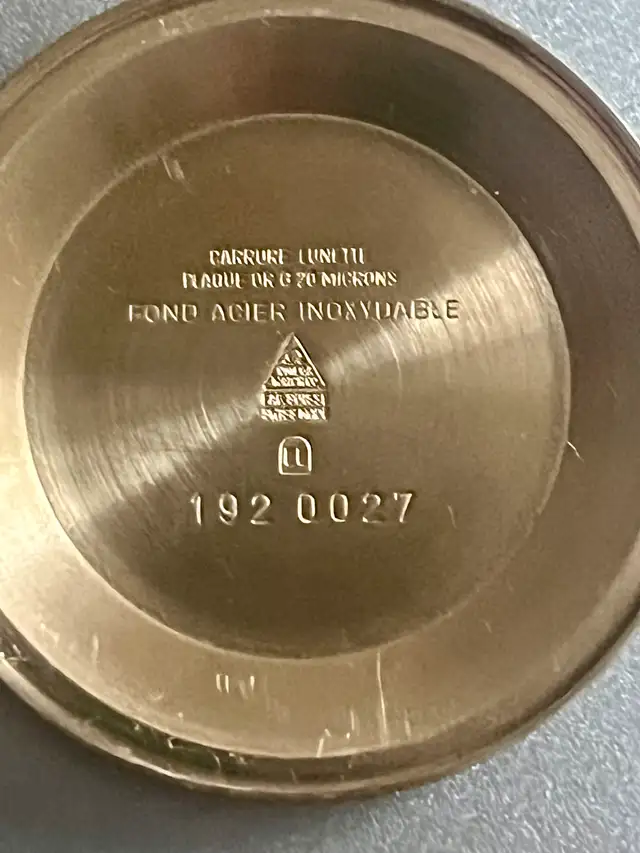 CARRURE LUNETTE
PLAQUE OR G 20 MICRONS
FOND ACIER INOXYDABLE
192 0027